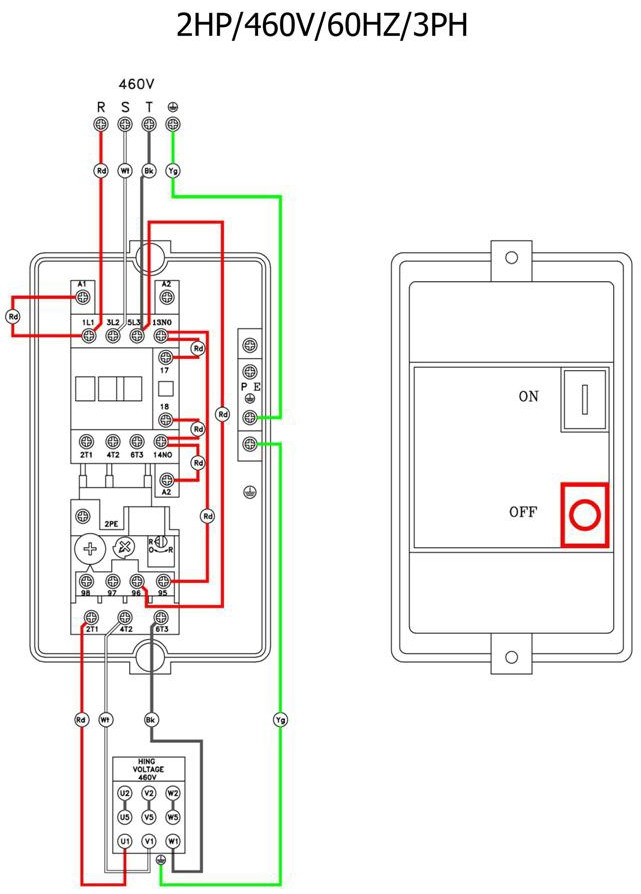 2HP/460V/60HZ/3PH
460V
R S T
Rd Wt Bk Yg
A1 A2
Rd
1L1 3L2 5L3 13NO
Rd
17
P E
ON
18
Rd
Rd
2T1 4T2 6T3 14NO
Rd
A2
OFF
Rd
2PE
R
O R
98 97 96 95
2T1 4T2 6T3
Rd Wt Bk Yg
HING
VOLTAGE
460V
U2 V2 W2
U5 V5 W5
U1 V1 W1